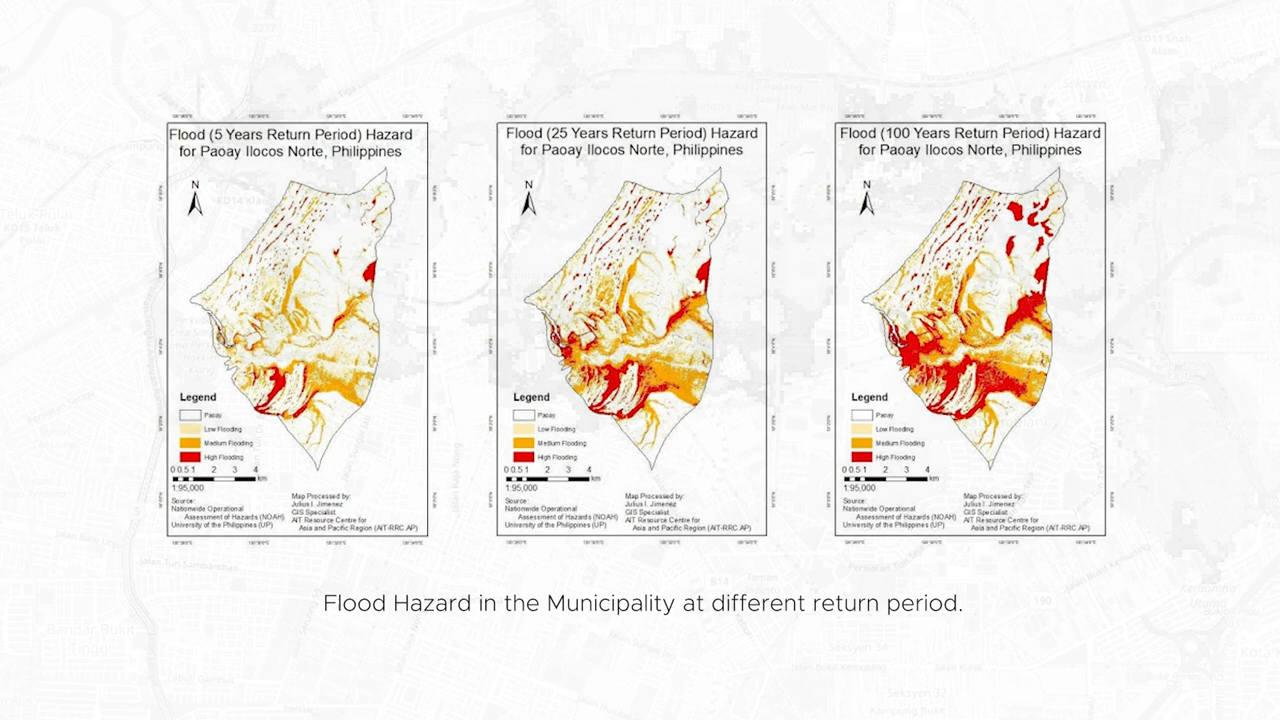 Flood (5 Years Return Period) Hazard
for Paoay Ilocos Norte, Philippines
N
Legend
Paoay
Low Flooding
Medium Flooding
High Flooding
0 0.5 1 2 3 4
km
1:95,000
Source:
Nationwide Operational
Assessment of Hazards (NOAH)
University of the Philippines (UP)
Map Processed by:
Julius I. Jimenez
GIS Specialist
AIT Resource Centre for
Asia and Pacific Region (AIT-RRC.AP)
Flood (25 Years Return Period) Hazard
for Paoay Ilocos Norte, Philippines
N
Legend
Paoay
Low Flooding
Medium Flooding
High Flooding
0 0.5 1 2 3 4
km
1:95,000
Source:
Nationwide Operational
Assessment of Hazards (NOAH)
University of the Philippines (UP)
Map Processed by:
Julius I. Jimenez
GIS Specialist
AIT Resource Centre for
Asia and Pacific Region (AIT-RRC.AP)
Flood (100 Years Return Period) Hazard
for Paoay Ilocos Norte, Philippines
N
Legend
Paoay
Low Flooding
Medium Flooding
High Flooding
0 0.5 1 2 3 4
km
1:95,000
Source:
Nationwide Operational
Assessment of Hazards (NOAH)
University of the Philippines (UP)
Map Processed by:
Julius I. Jimenez
GIS Specialist
AIT Resource Centre for
Asia and Pacific Region (AIT-RRC.AP)
Flood Hazard in the Municipality at different return period.